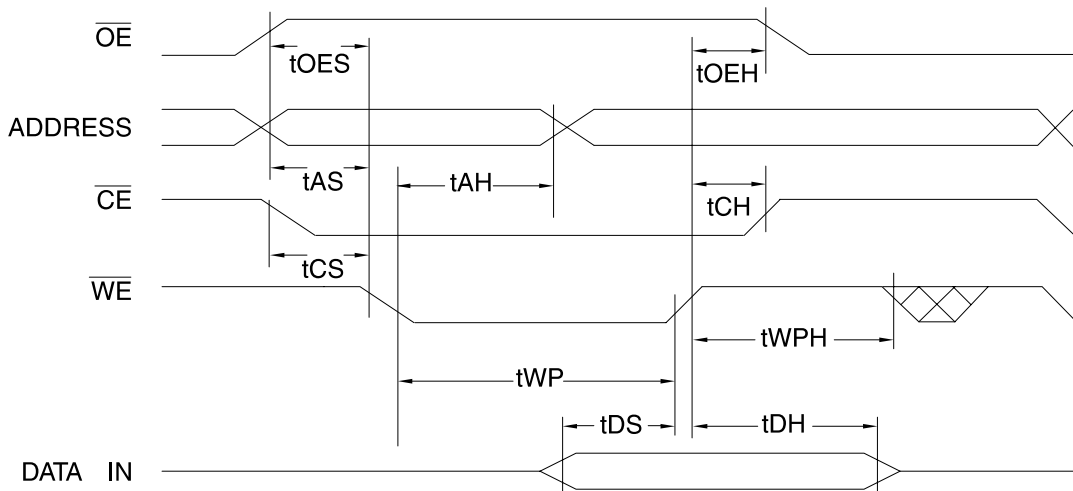 OE
tOES
tOEH
ADDRESS
tAS
tAH
CE
tCH
tCS
WE
tWPH
tWP
tDS
tDH
DATA IN